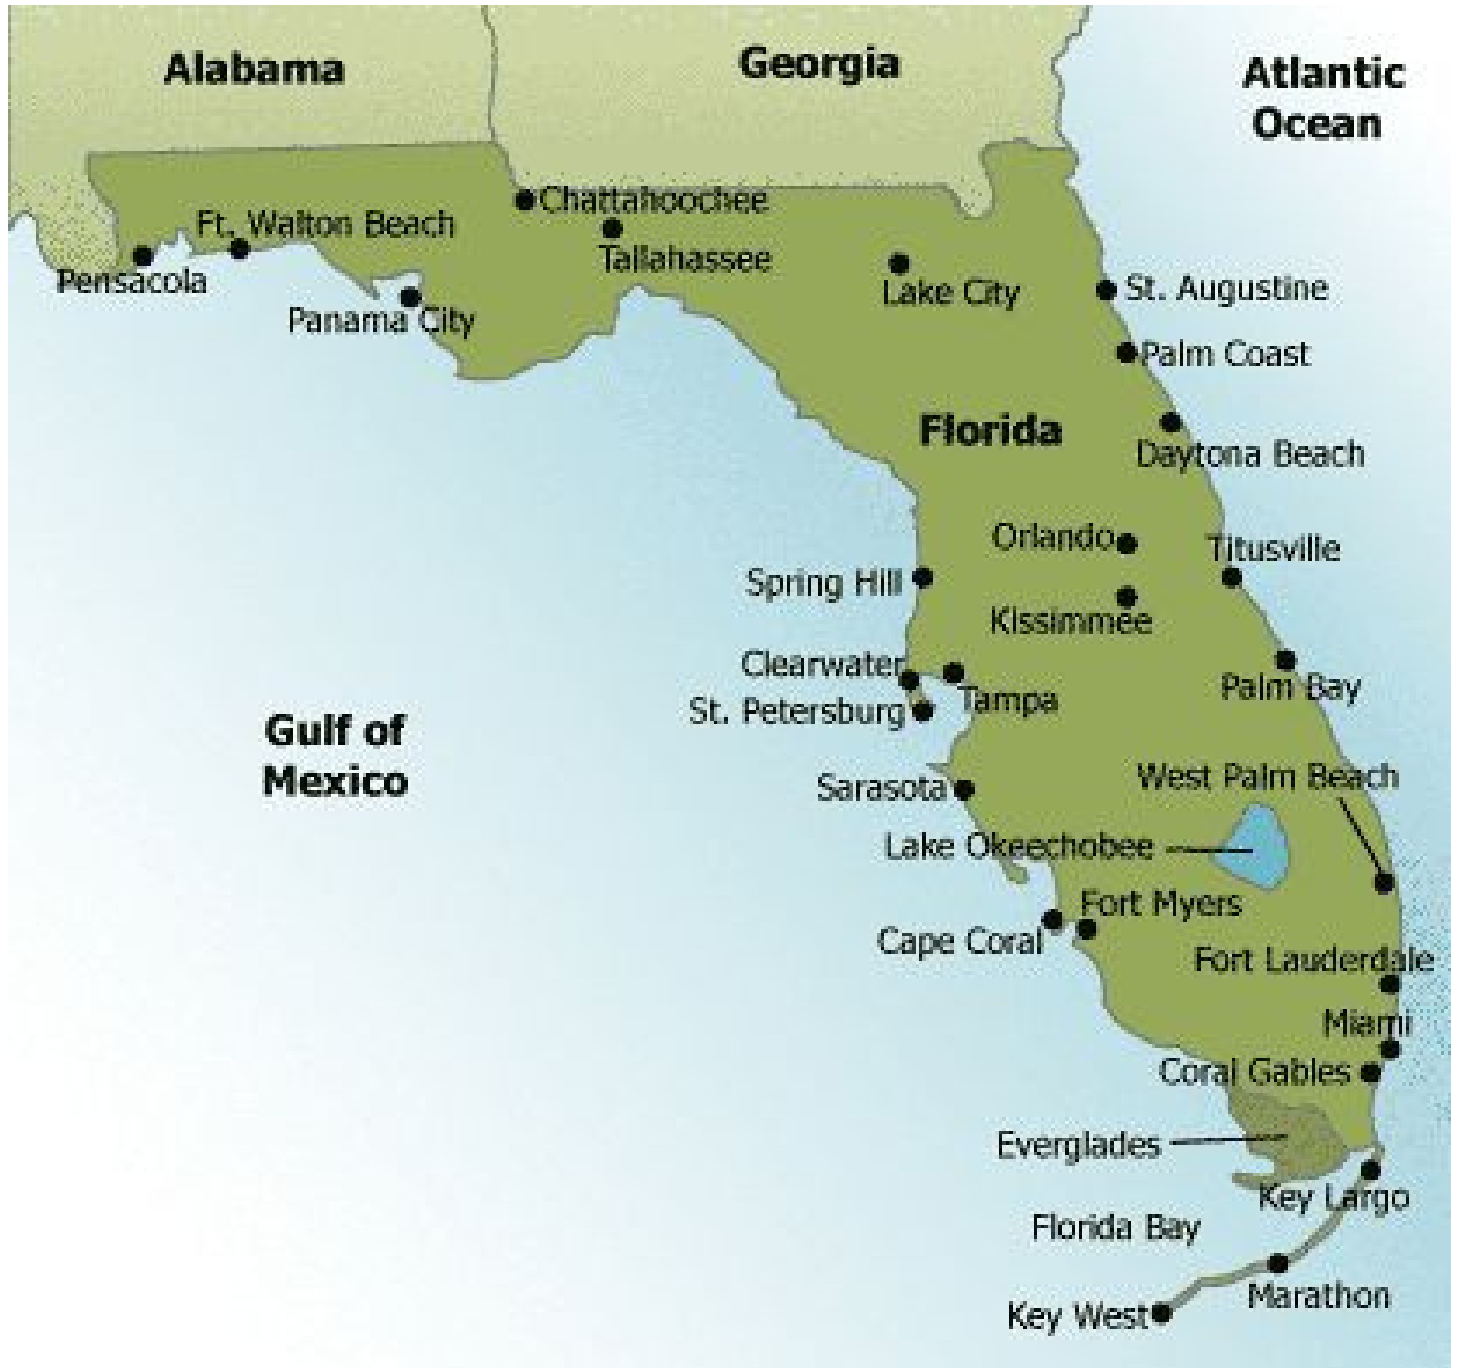 Alabama
Georgia
Atlantic
Ocean
Chattahoochee
Ft. Walton Beach
Tallahassee
Pensacola
Lake City
St. Augustine
Panama City
Palm Coast
Florida
Daytona Beach
Orlando
Titusville
Spring Hill
Kissimmee
Clearwater
Palm Bay
Tampa
St. Petersburg
Gulf of
Mexico
West Palm Beach
Sarasota
Lake Okeechobee
Fort Myers
Cape Coral
Fort Lauderdale
Miami
Coral Gables
Everglades
Key Largo
Florida Bay
Marathon
Key West